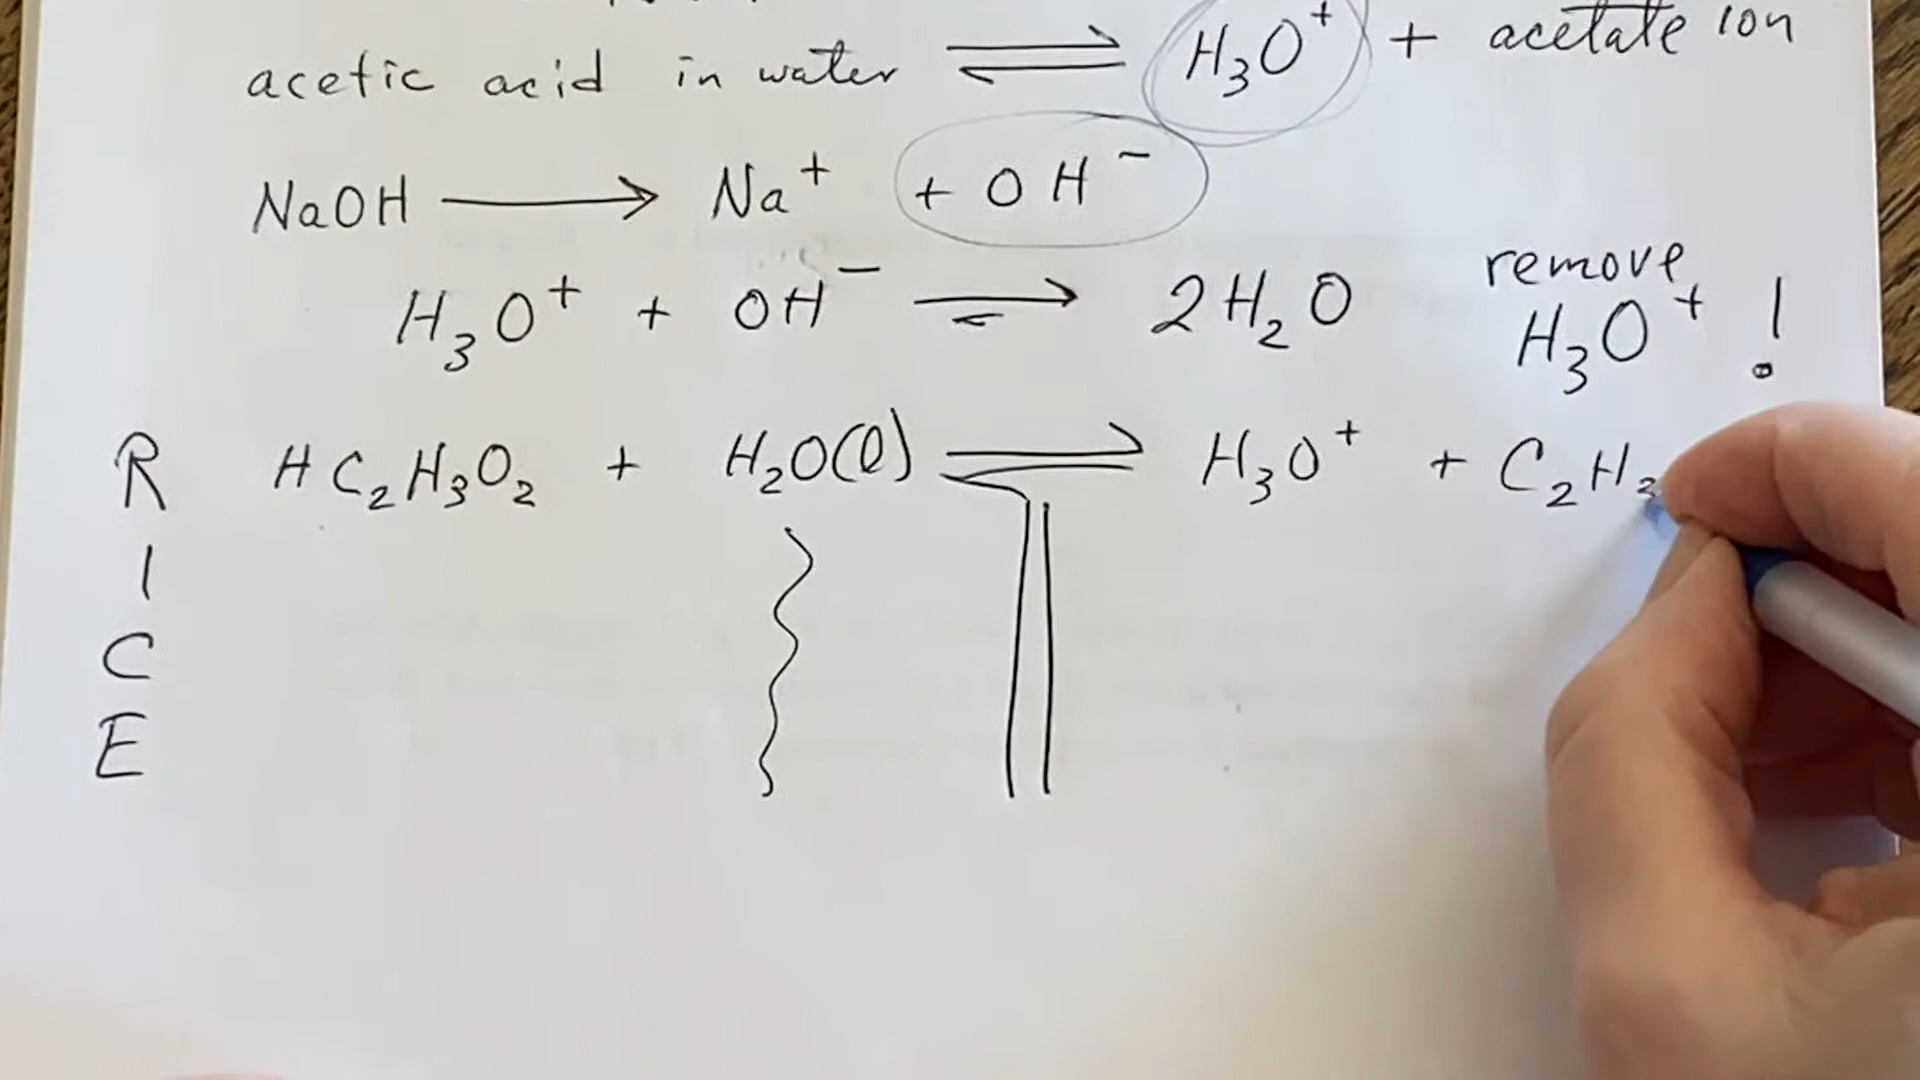 acetic acid in water ⇌ H₃O⁺ + acetate ion
NaOH ⟶ Na⁺ + OH⁻
H₃O⁺ + OH⁻ ⇌ 2H₂O
remove
H₃O⁺ !
R HC₂H₃O₂ + H₂O(l) ⇌ H₃O⁺ + C₂H₃
I
C
E